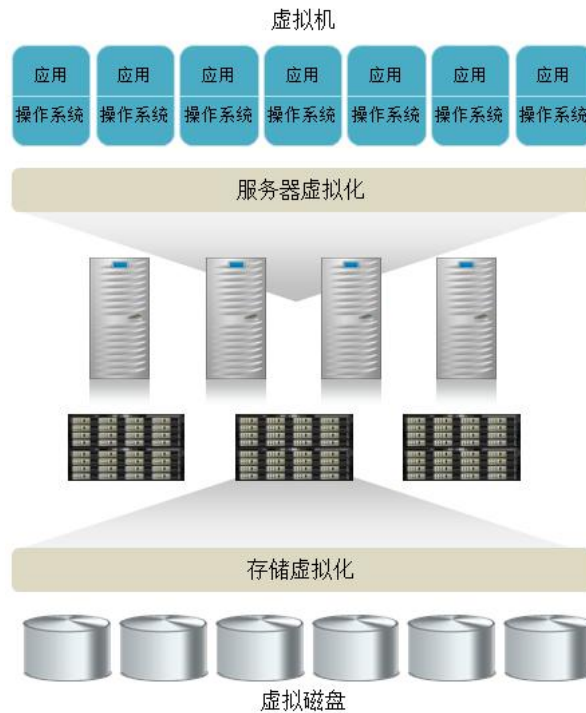 虚拟机
应用 应用 应用 应用 应用 应用 应用
操作系统 操作系统 操作系统 操作系统 操作系统 操作系统 操作系统
服务器虚拟化
存储虚拟化
虚拟磁盘